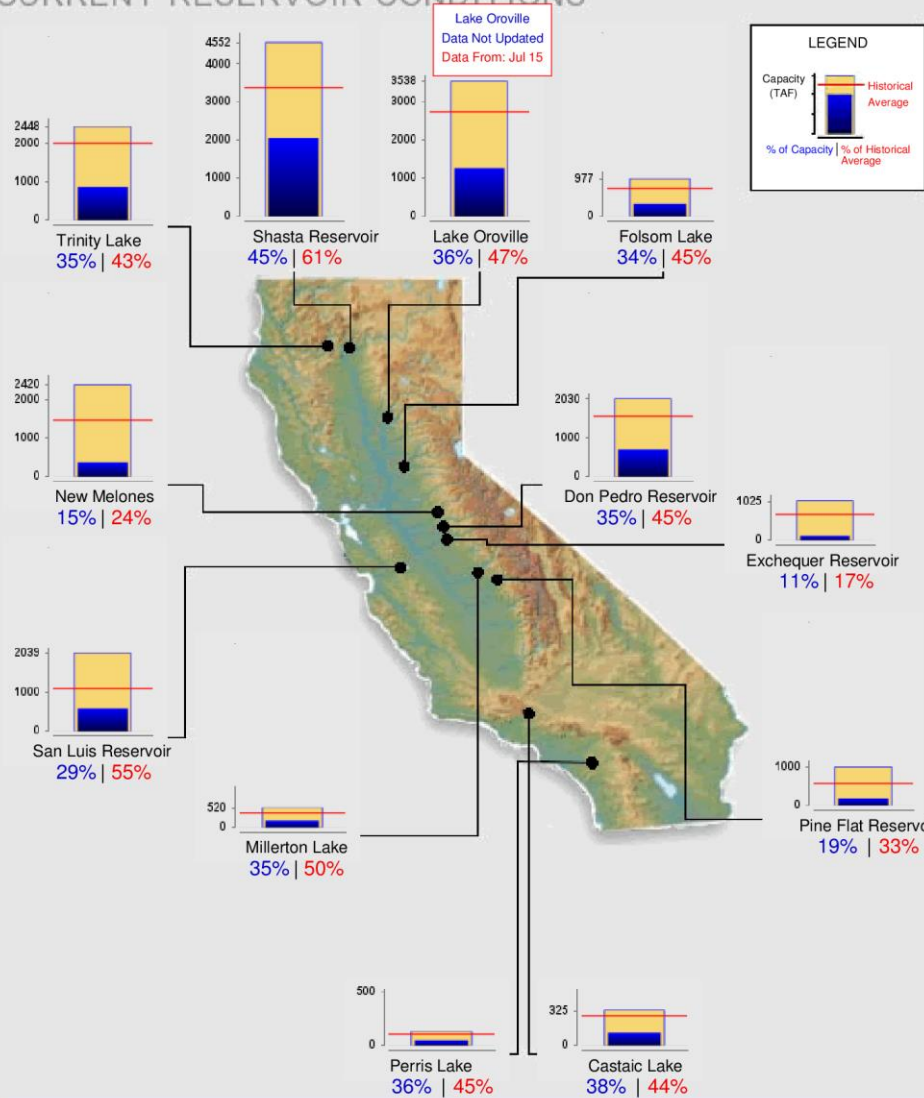 CURRENT RESERVOIR CONDITIONS
Lake Oroville
Data Not Updated
Data From: Jul 15
LEGEND
Capacity
(TAF)
Historical
Average
% of Capacity | % of Historical
Average
2448
2000
1000
0
Trinity Lake
35% | 43%
4552
4000
3000
2000
1000
0
Shasta Reservoir
45% | 61%
3538
3000
2000
1000
0
Lake Oroville
36% | 47%
977
0
Folsom Lake
34% | 45%
2420
2000
1000
0
New Melones
15% | 24%
2030
1000
0
Don Pedro Reservoir
35% | 45%
1025
0
Exchequer Reservoir
11% | 17%
2039
1000
0
San Luis Reservoir
29% | 55%
520
0
Millerton Lake
35% | 50%
1000
0
Pine Flat Reservo
19% | 33%
500
0
Perris Lake
36% | 45%
325
0
Castaic Lake
38% | 44%